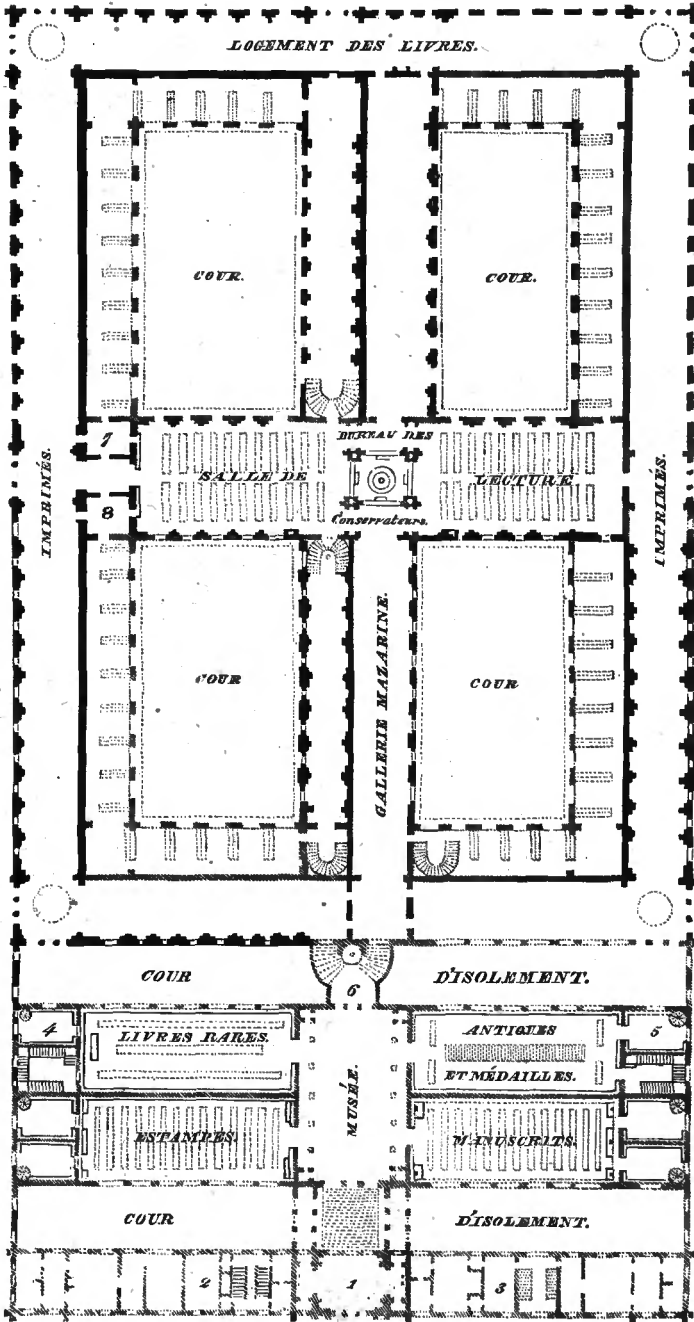 LOGEMENT DES LIVRES.
COUR.
COUR.
IMPRIMÉS.
7
8
SALLE DE
BUREAU DES
Conservateurs.
LECTURE
IMPRIMÉS.
COUR
GALLERIE MAZARINE.
COUR
COUR
6
D'ISOLEMENT.
4
LIVRES RARES.
MUSÉE.
ANTIQUES
ET MÉDAILLES.
5
ESTAMPES.
MANUSCRITS.
COUR
D'ISOLEMENT.
2
1
3